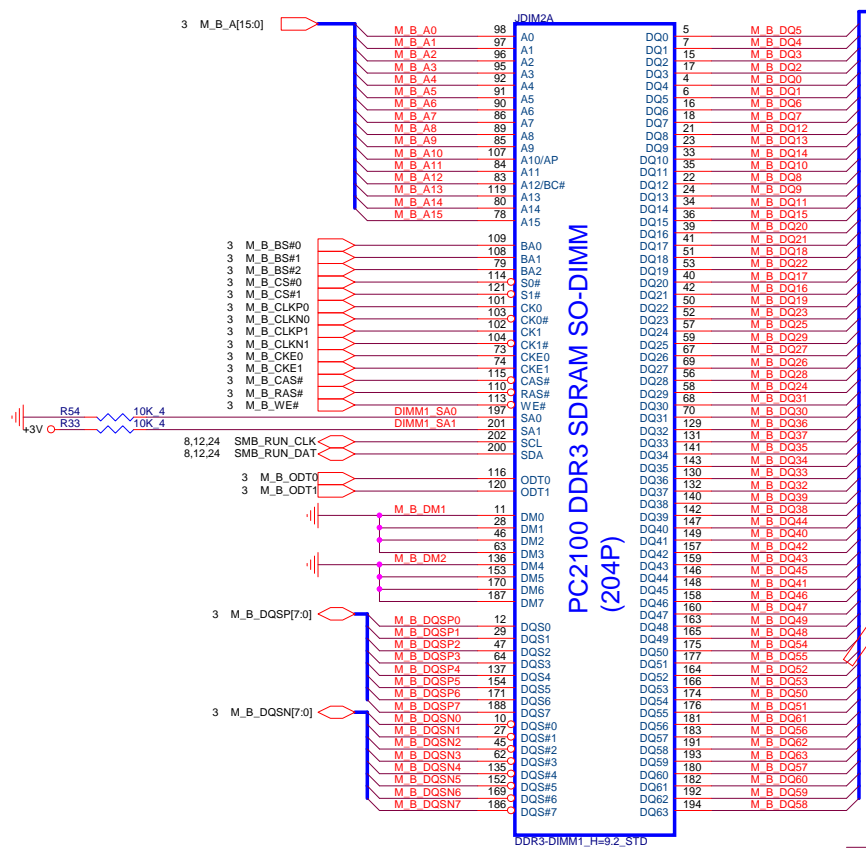 JDIM2A
3 M_B_A[15:0]
M_B_A0 98 A0
M_B_A1 97 A1
M_B_A2 96 A2
M_B_A3 95 A3
M_B_A4 92 A4
M_B_A5 91 A5
M_B_A6 90 A6
M_B_A7 86 A7
M_B_A8 89 A8
M_B_A9 85 A9
M_B_A10 107 A10/AP
M_B_A11 84 A11
M_B_A12 83 A12/BC#
M_B_A13 119 A13
M_B_A14 80 A14
M_B_A15 78 A15
3 M_B_BS#0 109 BA0
3 M_B_BS#1 108 BA1
3 M_B_BS#2 79 BA2
3 M_B_CS#0 114 S0#
3 M_B_CS#1 121 S1#
3 M_B_CLKP0 101 CK0
3 M_B_CLKN0 103 CK0#
3 M_B_CLKP1 102 CK1
3 M_B_CLKN1 104 CK1#
3 M_B_CKE0 73 CKE0
3 M_B_CKE1 74 CKE1
3 M_B_CAS# 115 CAS#
3 M_B_RAS# 110 RAS#
3 M_B_WE# 113 WE#
R54 10K_4 DIMM1_SA0 197 SA0
+3V R33 10K_4 DIMM1_SA1 201 SA1
8,12,24 SMB_RUN_CLK 202 SCL
8,12,24 SMB_RUN_DAT 200 SDA
3 M_B_ODT0 116 ODT0
3 M_B_ODT1 120 ODT1
M_B_DM1 11 DM0
28 DM1
46 DM2
63 DM3
M_B_DM2 136 DM4
153 DM5
170 DM6
187 DM7
3 M_B_DQSP[7:0]
M_B_DQSP0 12 DQS0
M_B_DQSP1 29 DQS1
M_B_DQSP2 47 DQS2
M_B_DQSP3 64 DQS3
M_B_DQSP4 137 DQS4
M_B_DQSP5 154 DQS5
M_B_DQSP6 171 DQS6
M_B_DQSP7 188 DQS7
3 M_B_DQSN[7:0]
M_B_DQSN0 10 DQS#0
M_B_DQSN1 27 DQS#1
M_B_DQSN2 45 DQS#2
M_B_DQSN3 62 DQS#3
M_B_DQSN4 135 DQS#4
M_B_DQSN5 152 DQS#5
M_B_DQSN6 169 DQS#6
M_B_DQSN7 186 DQS#7
PC2100 DDR3 SDRAM SO-DIMM
(204P)
DQ0 5 M_B_DQ5
DQ1 7 M_B_DQ4
DQ2 15 M_B_DQ3
DQ3 17 M_B_DQ2
DQ4 4 M_B_DQ0
DQ5 6 M_B_DQ1
DQ6 16 M_B_DQ6
DQ7 18 M_B_DQ7
DQ8 21 M_B_DQ12
DQ9 23 M_B_DQ13
DQ10 33 M_B_DQ14
DQ11 35 M_B_DQ10
DQ12 22 M_B_DQ8
DQ13 24 M_B_DQ9
DQ14 34 M_B_DQ11
DQ15 36 M_B_DQ15
DQ16 39 M_B_DQ20
DQ17 41 M_B_DQ21
DQ18 51 M_B_DQ18
DQ19 53 M_B_DQ22
DQ20 40 M_B_DQ17
DQ21 42 M_B_DQ16
DQ22 50 M_B_DQ19
DQ23 52 M_B_DQ23
DQ24 57 M_B_DQ25
DQ25 59 M_B_DQ29
DQ26 67 M_B_DQ27
DQ27 69 M_B_DQ26
DQ28 56 M_B_DQ28
DQ29 58 M_B_DQ24
DQ30 68 M_B_DQ31
DQ31 70 M_B_DQ30
DQ32 129 M_B_DQ36
DQ33 131 M_B_DQ37
DQ34 141 M_B_DQ35
DQ35 143 M_B_DQ34
DQ36 130 M_B_DQ33
DQ37 132 M_B_DQ32
DQ38 140 M_B_DQ39
DQ39 142 M_B_DQ38
DQ40 147 M_B_DQ44
DQ41 149 M_B_DQ40
DQ42 157 M_B_DQ42
DQ43 159 M_B_DQ43
DQ44 146 M_B_DQ45
DQ45 148 M_B_DQ41
DQ46 158 M_B_DQ46
DQ47 160 M_B_DQ47
DQ48 163 M_B_DQ49
DQ49 165 M_B_DQ48
DQ50 175 M_B_DQ54
DQ51 177 M_B_DQ55
DQ52 164 M_B_DQ52
DQ53 166 M_B_DQ53
DQ54 174 M_B_DQ50
DQ55 176 M_B_DQ51
DQ56 181 M_B_DQ61
DQ57 183 M_B_DQ56
DQ58 191 M_B_DQ62
DQ59 193 M_B_DQ63
DQ60 180 M_B_DQ57
DQ61 182 M_B_DQ60
DQ62 192 M_B_DQ59
DQ63 194 M_B_DQ58
DDR3-DIMM1_H=9.2_STD